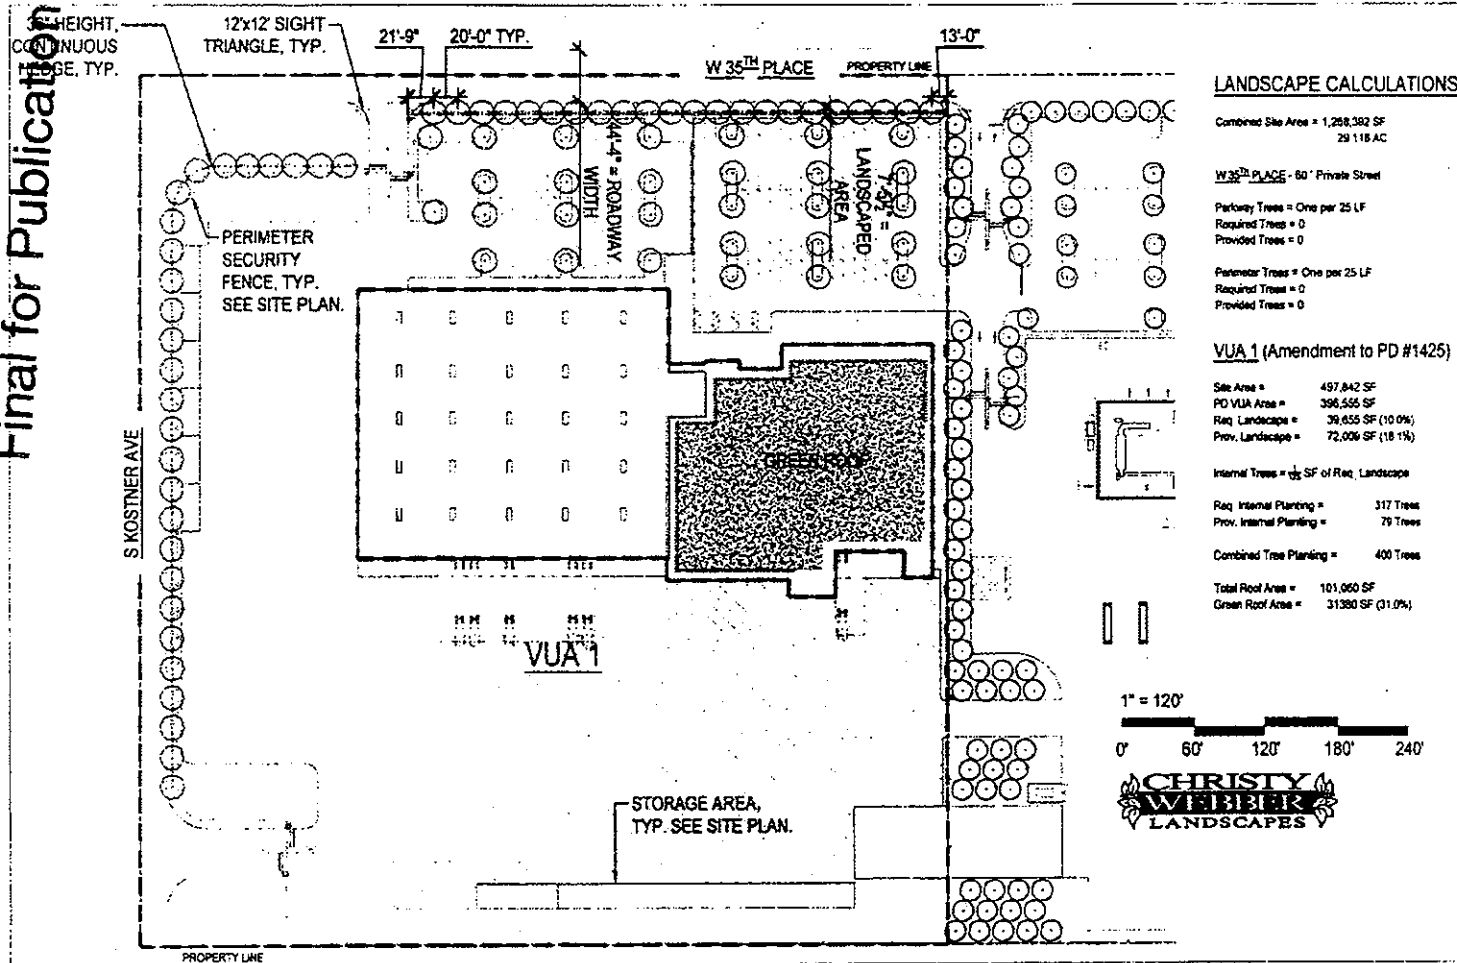 Final for Publication
36" HEIGHT,
CONTINUOUS
HEDGE, TYP.
12'x12' SIGHT
TRIANGLE, TYP.
21'-9"
20'-0" TYP.
W 35TH PLACE
PROPERTY LINE
13'-0"
44'-4" = ROADWAY
WIDTH
LANDSCAPED
AREA
PERIMETER
SECURITY
FENCE, TYP.
SEE SITE PLAN.
S KOSTNER AVE
GREEN ROOF
VUA 1
STORAGE AREA,
TYP. SEE SITE PLAN.
PROPERTY LINE
LANDSCAPE CALCULATIONS
Combined Site Area = 1,268,392 SF
29.118 AC
W 35TH PLACE - 60' Private Street
Parkway Trees = One per 25 LF
Required Trees = 0
Provided Trees = 0
Perimeter Trees = One per 25 LF
Required Trees = 0
Provided Trees = 0
VUA 1 (Amendment to PD #1425)
Site Area = 497,842 SF
PD VUA Area = 396,555 SF
Req. Landscape = 39,655 SF (10.0%)
Prov. Landscape = 72,009 SF (18.1%)
Internal Trees = SF of Req. Landscape
Req. Internal Planting = 317 Trees
Prov. Internal Planting = 79 Trees
Combined Tree Planting = 400 Trees
Total Roof Area = 101,060 SF
Green Roof Area = 31380 SF (31.0%)
1" = 120'
0' 60' 120' 180' 240'
CHRISTY
WEBBER
LANDSCAPES